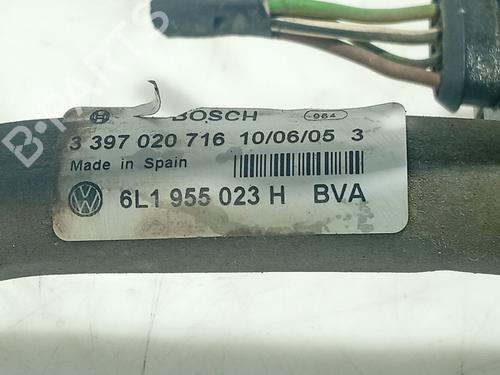 BOSCH 964
3 397 020 716 10/06/05 3
Made in Spain
6L1 955 023 H BVA
B-PARTS